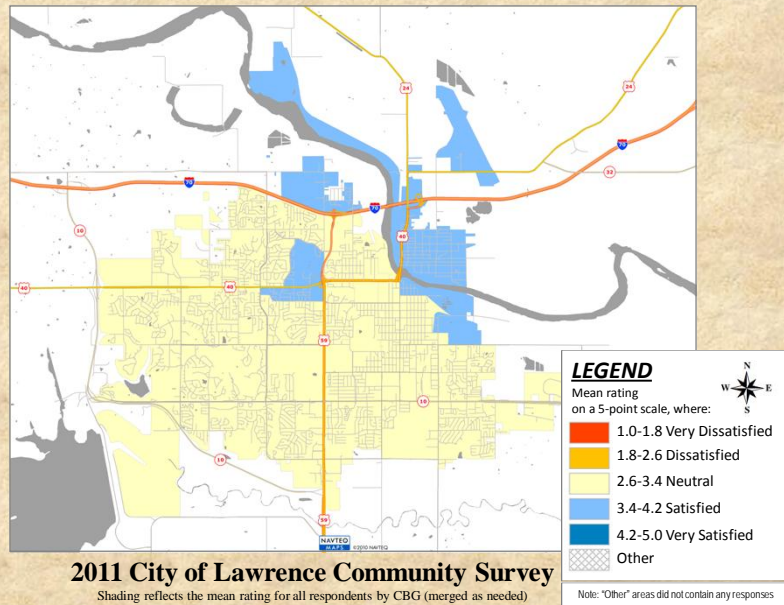 24
24
70
70
32
10
70
40
40
40
59
10
10
59
NAVTEQ
MAPS ©2010 NAVTEQ
LEGEND
N
W E
S
Mean rating
on a 5-point scale, where:
1.0-1.8 Very Dissatisfied
1.8-2.6 Dissatisfied
2.6-3.4 Neutral
3.4-4.2 Satisfied
4.2-5.0 Very Satisfied
Other
2011 City of Lawrence Community Survey
Shading reflects the mean rating for all respondents by CBG (merged as needed)
Note: "Other" areas did not contain any responses